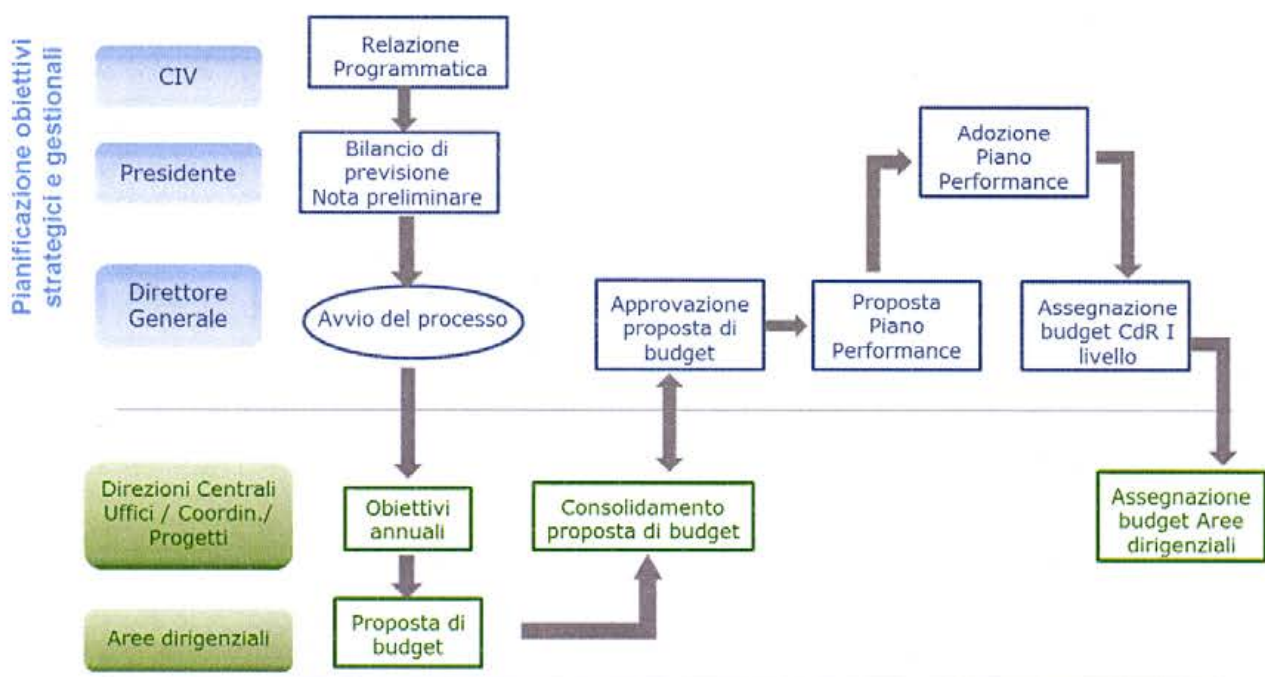 Pianificazione obiettivi
strategici e gestionali
CIV
Relazione
Programmatica
Presidente
Bilancio di
previsione
Nota preliminare
Adozione
Piano
Performance
Direttore
Generale
Avvio del processo
Approvazione
proposta di
budget
Proposta
Piano
Performance
Assegnazione
budget CdR I
livello
Direzioni Centrali
Uffici / Coordin./
Progetti
Obiettivi
annuali
Consolidamento
proposta di budget
Assegnazione
budget Aree
dirigenziali
Aree dirigenziali
Proposta di
budget